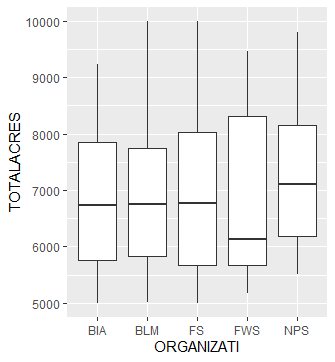 TOTALACRES
10000
9000
8000
7000
6000
5000
BIA BLM FS FWS NPS
ORGANIZATI